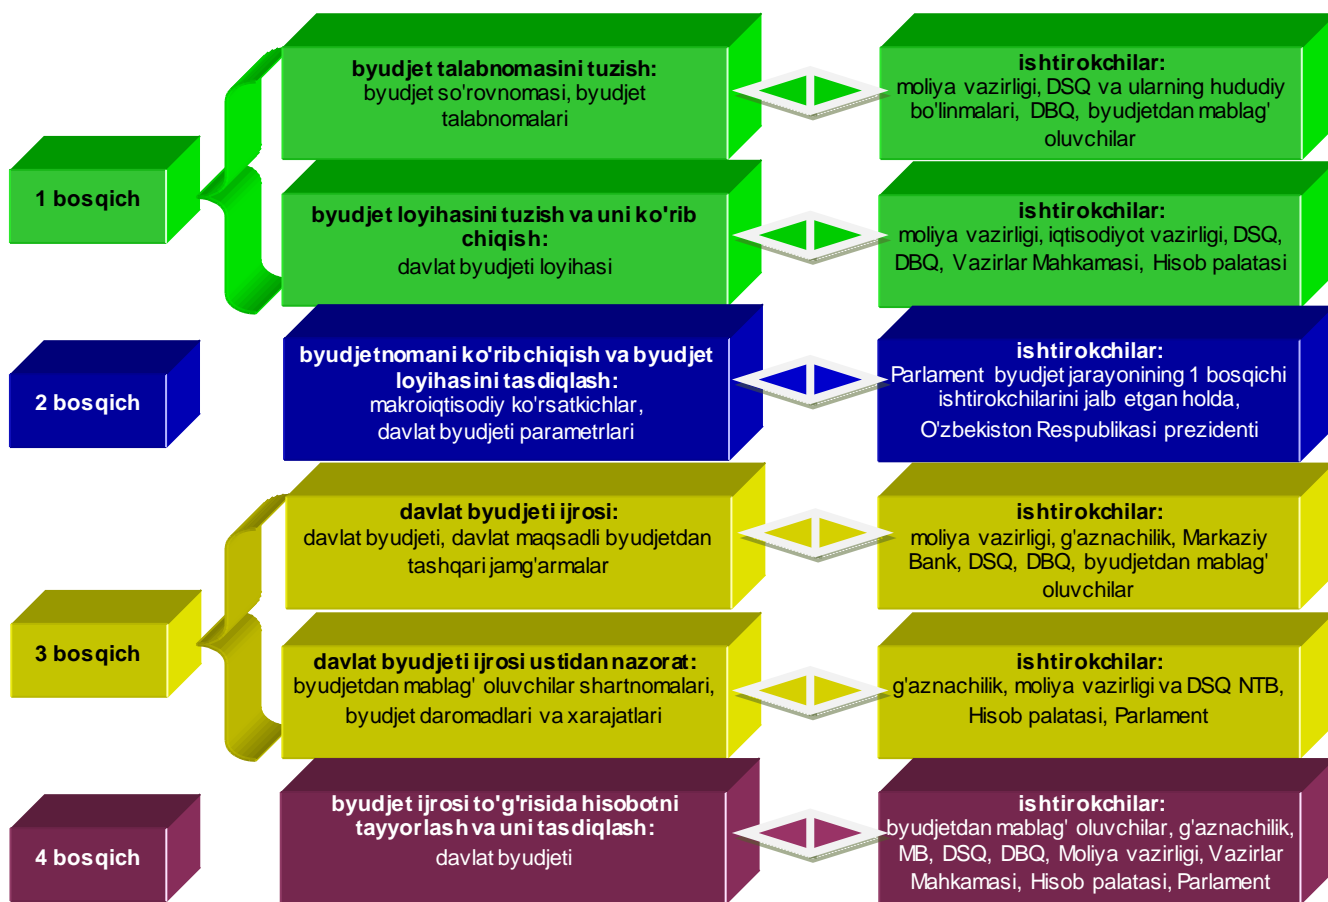 1 bosqich
byudjet talabnomasini tuzish:
byudjet so'rovnomasi, byudjet
talabnomalari
ishtirokchilar:
moliya vazirligi, DSQ va ularning hududiy
bo'linmalari, DBQ, byudjetdan mablag'
oluvchilar
byudjet loyihasini tuzish va uni ko'rib
chiqish:
davlat byudjeti loyihasi
ishtirokchilar:
moliya vazirligi, iqtisodiyot vazirligi, DSQ,
DBQ, Vazirlar Mahkamasi, Hisob palatasi
2 bosqich
byudjetnomani ko'rib chiqish va byudjet
loyihasini tasdiqlash:
makroiqtisodiy ko'rsatkichlar,
davlat byudjeti parametrlari
ishtirokchilar:
Parlament byudjet jarayonining 1 bosqichi
ishtirokchilarini jalb etgan holda,
O'zbekiston Respublikasi prezidenti
3 bosqich
davlat byudjeti ijrosi:
davlat byudjeti, davlat maqsadli byudjetdan
tashqari jamg'armalar
ishtirokchilar:
moliya vazirligi, g'aznachilik, Markaziy
Bank, DSQ, DBQ, byudjetdan mablag'
oluvchilar
davlat byudjeti ijrosi ustidan nazorat:
byudjetdan mablag' oluvchilar shartnomalari,
byudjet daromadlari va xarajatlari
ishtirokchilar:
g'aznachilik, moliya vazirligi va DSQ NTB,
Hisob palatasi, Parlament
4 bosqich
byudjet ijrosi to'g'risida hisobotni
tayyorlash va uni tasdiqlash:
davlat byudjeti
ishtirokchilar:
byudjetdan mablag' oluvchilar, g'aznachilik,
MB, DSQ, DBQ, Moliya vazirligi, Vazirlar
Mahkamasi, Hisob palatasi, Parlament